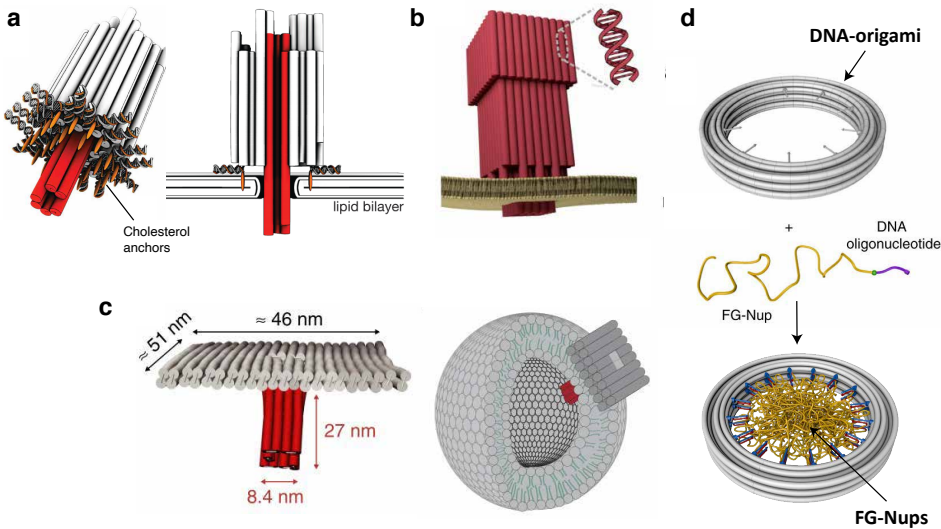 a
Cholesterol
anchors
lipid bilayer
b
c
≈ 51 nm
≈ 46 nm
27 nm
8.4 nm
d
DNA-origami
+
DNA
oligonucleotide
FG-Nup
FG-Nups